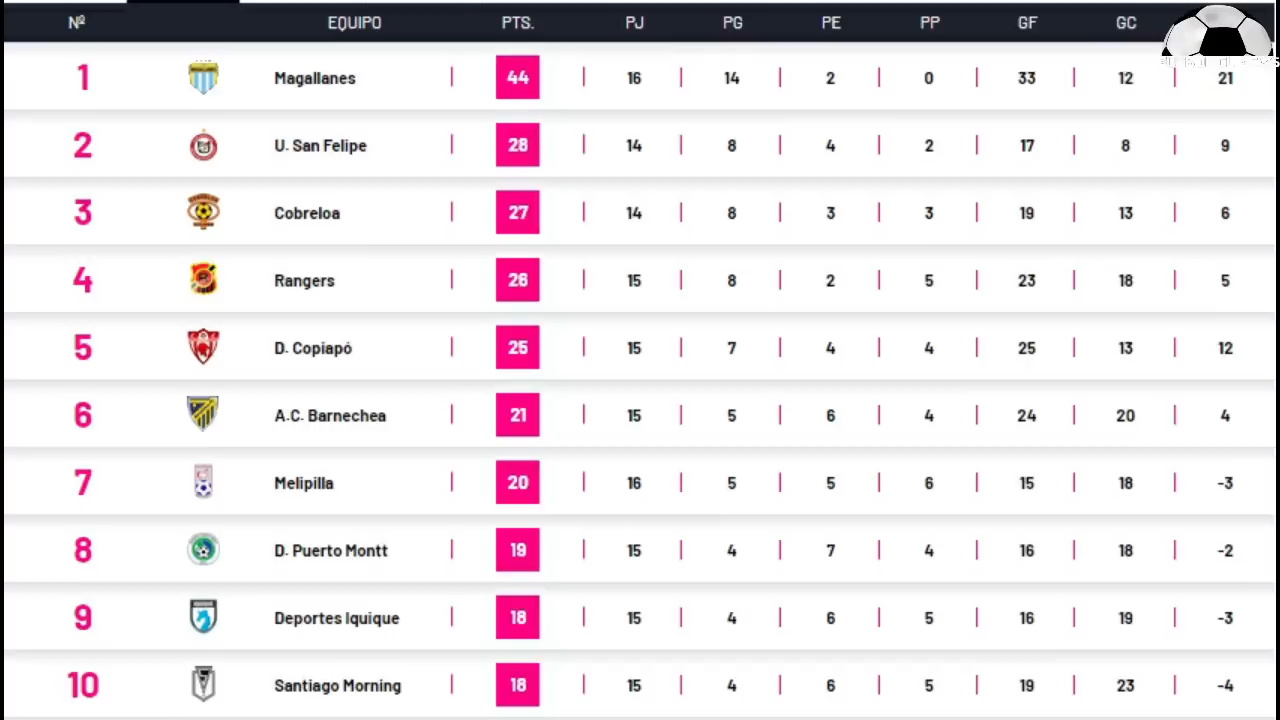 Nº EQUIPO PTS. PJ PG PE PP GF GC
1 Magallanes 44 16 14 2 0 33 12 21
2 U. San Felipe 28 14 8 4 2 17 8 9
3 Cobreloa 27 14 8 3 3 19 13 6
4 Rangers 26 15 8 2 5 23 18 5
5 D. Copiapó 25 15 7 4 4 25 13 12
6 A.C. Barnechea 21 15 5 6 4 24 20 4
7 Melipilla 20 16 5 5 6 15 18 -3
8 D. Puerto Montt 19 15 4 7 4 16 18 -2
9 Deportes Iquique 18 15 4 6 5 16 19 -3
10 Santiago Morning 18 15 4 6 5 19 23 -4